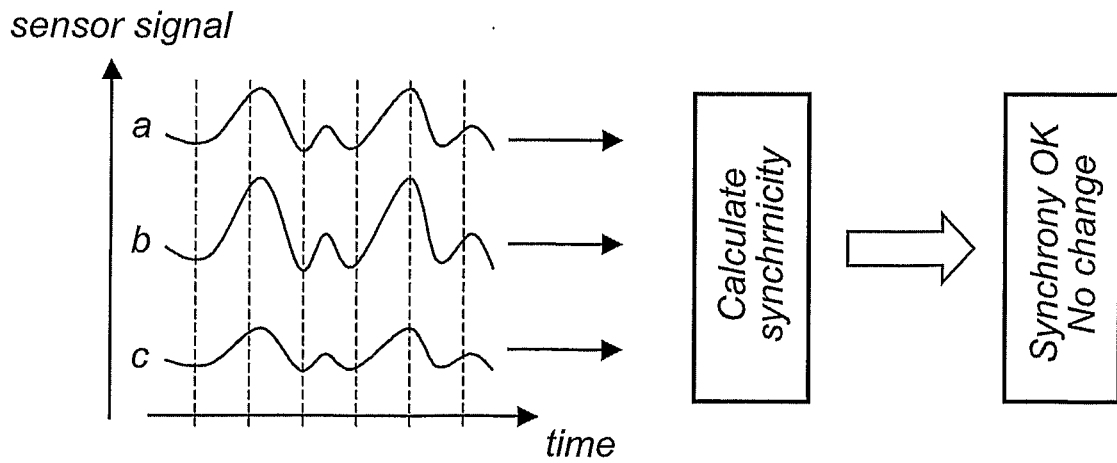 sensor signal
a
b
c
time
Calculate
synchrnicity
Synchrony OK
No change